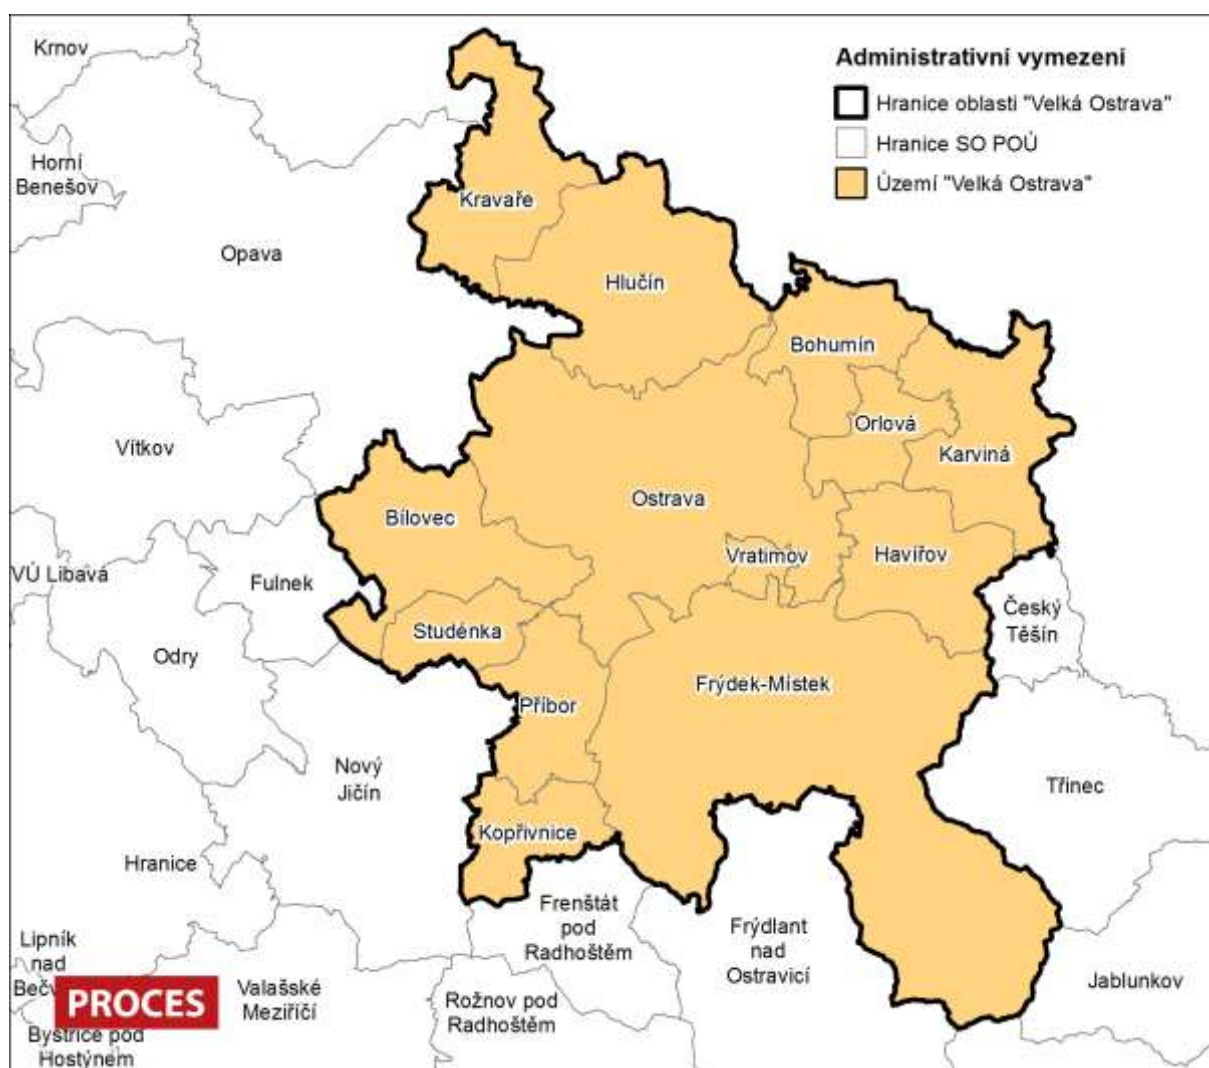 Administrativní vymezení
Hranice oblasti "Velká Ostrava"
Hranice SO POÚ
Území "Velká Ostrava"
Krnov
Horní
Benešov
Kravaře
Opava
Hlučín
Bohumín
Orlová
Vítkov
Karviná
Ostrava
Bílovec
Vratimov
Havířov
VÚ Libavá
Fulnek
Český
Těšín
Studénka
Odry
Frýdek-Místek
Příbor
Nový
Jičín
Třinec
Kopřivnice
Hranice
Frenštát
pod
Radhoštěm
Frýdlant
nad
Ostravicí
Lipník
nad
Bečv
Jablunkov
PROCES
Valašské
Meziříčí
Rožnov pod
Radhoštěm
Bystřice pod
Hostýnem